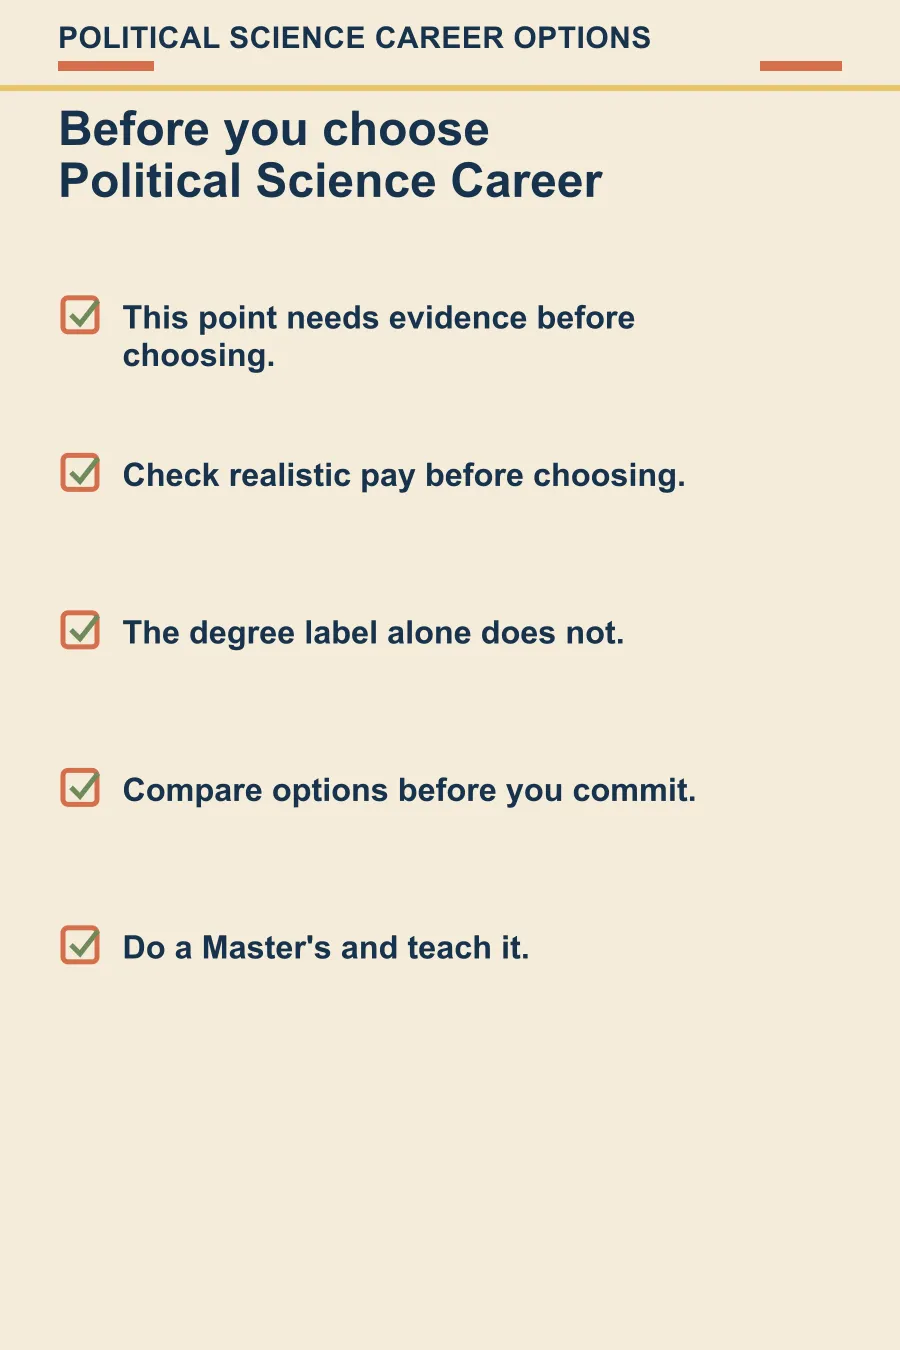 POLITICAL SCIENCE CAREER OPTIONS
Before you choose
Political Science Career
This point needs evidence before
choosing.
Check realistic pay before choosing.
The degree label alone does not.
Compare options before you commit.
Do a Master's and teach it.